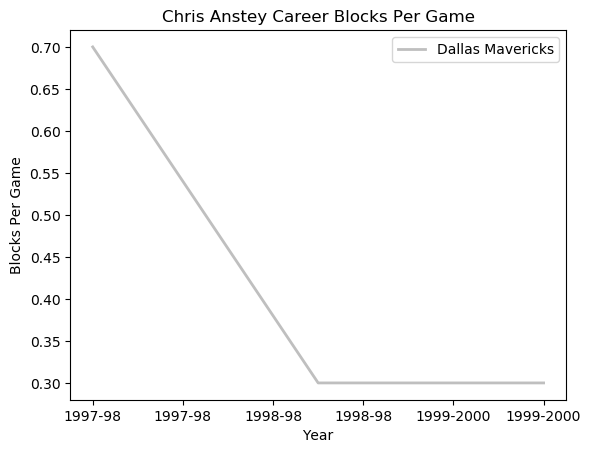 Chris Anstey Career Blocks Per Game
Dallas Mavericks
0.70
0.65
0.60
0.55
0.50
0.45
0.40
0.35
0.30
Blocks Per Game
1997-98 1997-98 1998-98 1998-98 1999-2000 1999-2000
Year